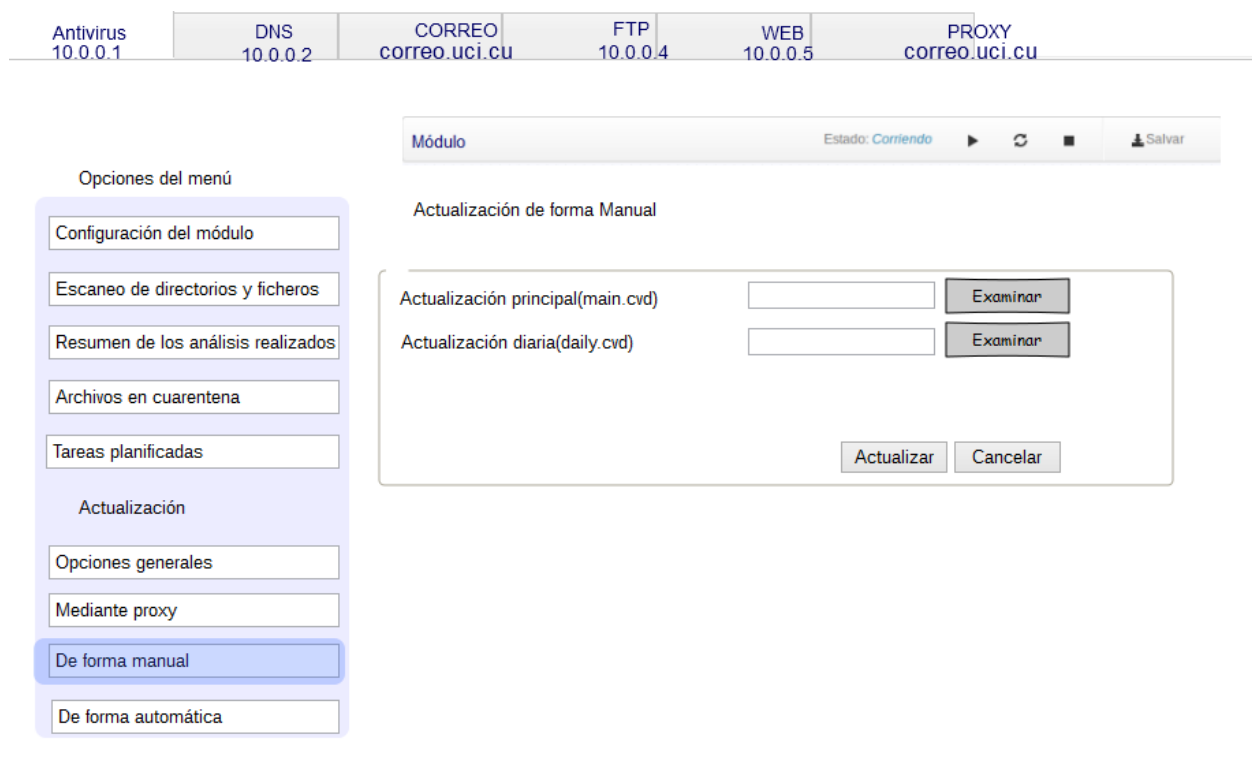 Antivirus DNS CORREO FTP WEB PROXY
10.0.0.1 10.0.0.2 correo.uci.cu 10.0.0.4 10.0.0.5 correo.uci.cu
Módulo Estado: Corriendo Salvar
Opciones del menú
Configuración del módulo
Escaneo de directorios y ficheros
Resumen de los análisis realizados
Archivos en cuarentena
Tareas planificadas
Actualización
Opciones generales
Mediante proxy
De forma manual
De forma automática
Actualización de forma Manual
Actualización principal(main.cvd) Examinar
Actualización diaria(daily.cvd) Examinar
Actualizar Cancelar